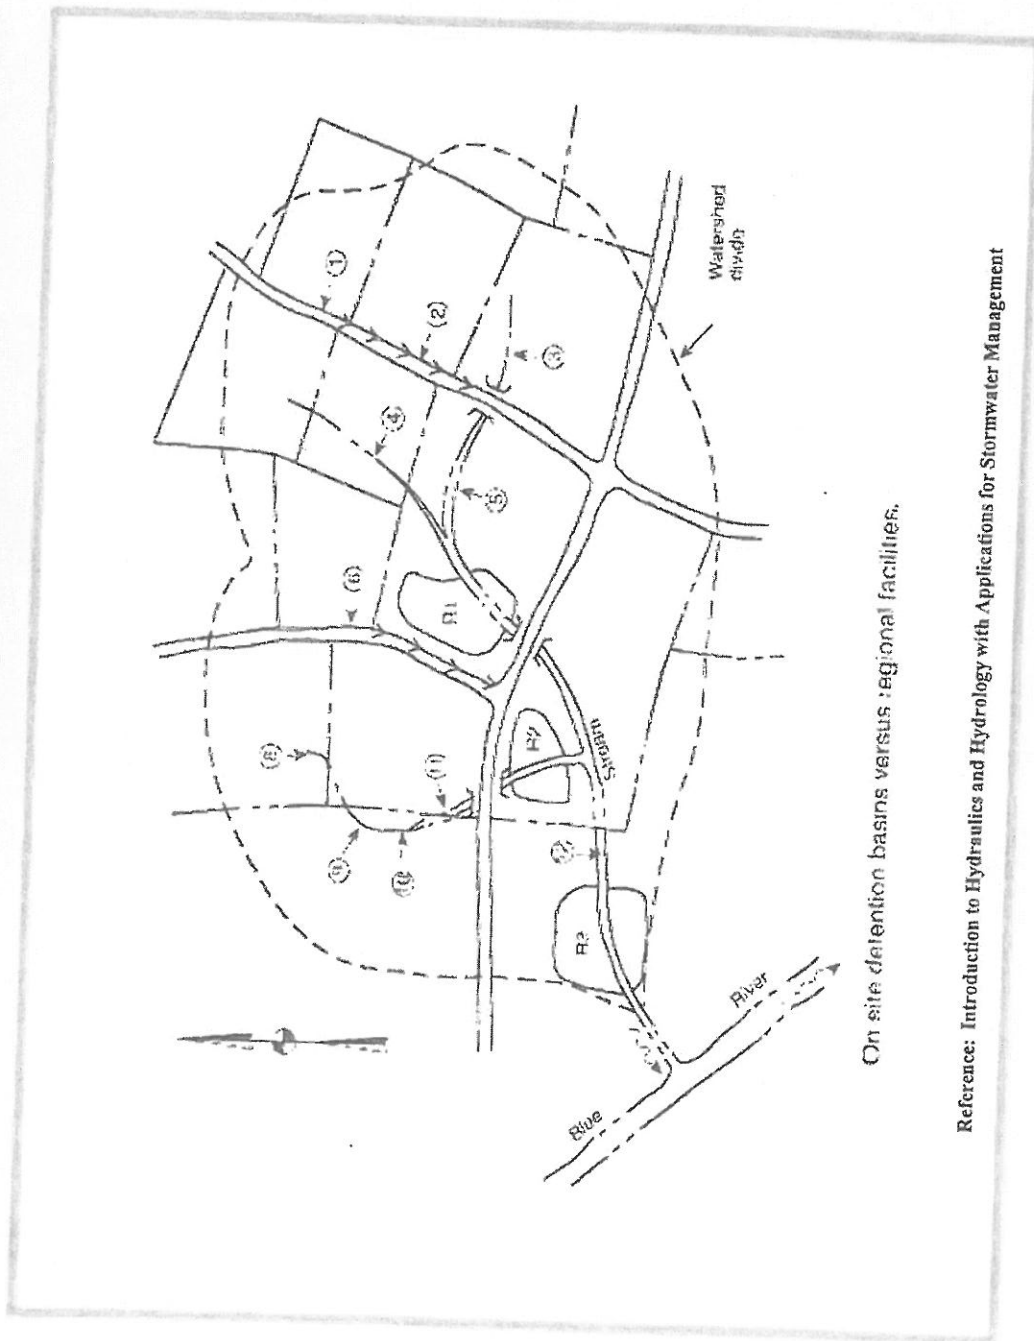 (1)
(2)
(3)
(4)
(5)
(6)
(8)
(9)
(10)
(11)
R1
R2
R3
Stream
Watershed
divide
Blue
River
On site detention basins versus regional facilities.
Reference: Introduction to Hydraulics and Hydrology with Applications for Stormwater Management